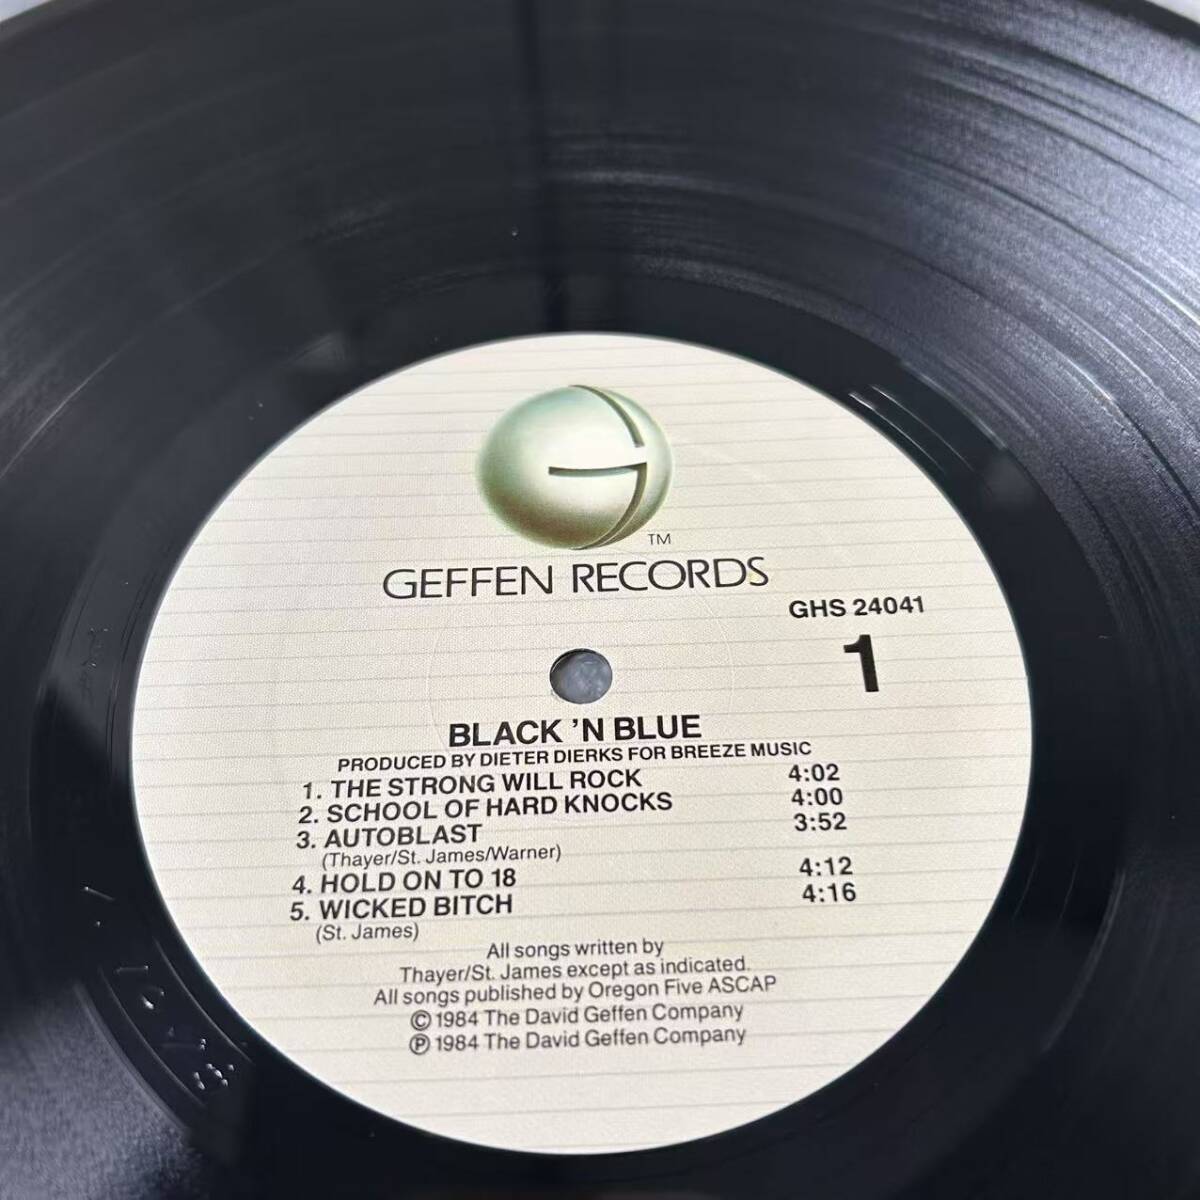 TM
GEFFEN RECORDS
GHS 24041
1
BLACK 'N BLUE
PRODUCED BY DIETER DIERKS FOR BREEZE MUSIC
1. THE STRONG WILL ROCK 4:02
2. SCHOOL OF HARD KNOCKS 4:00
3. AUTOBLAST 3:52
(Thayer/St. James/Warner)
4. HOLD ON TO 18 4:12
5. WICKED BITCH 4:16
(St. James)
All songs written by
Thayer/St. James except as indicated.
All songs published by Oregon Five ASCAP
© 1984 The David Geffen Company
℗ 1984 The David Geffen Company